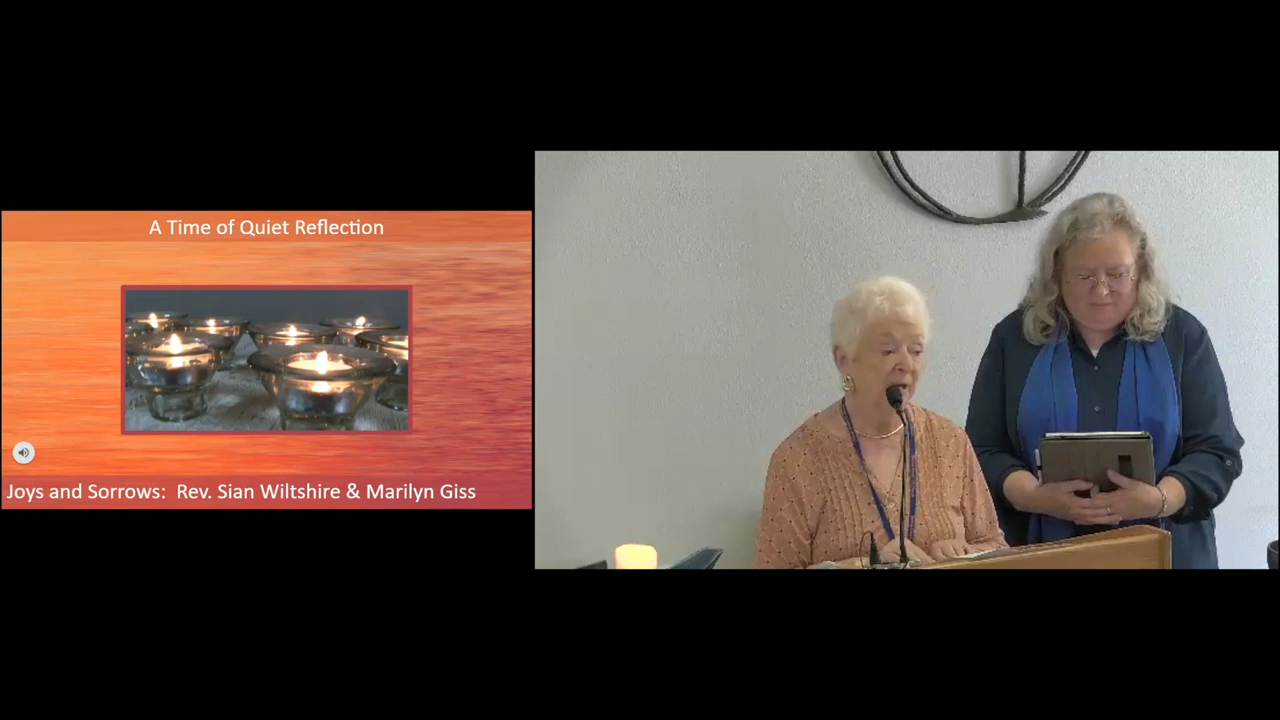 A Time of Quiet Reflection
Joys and Sorrows: Rev. Sian Wiltshire & Marilyn Giss